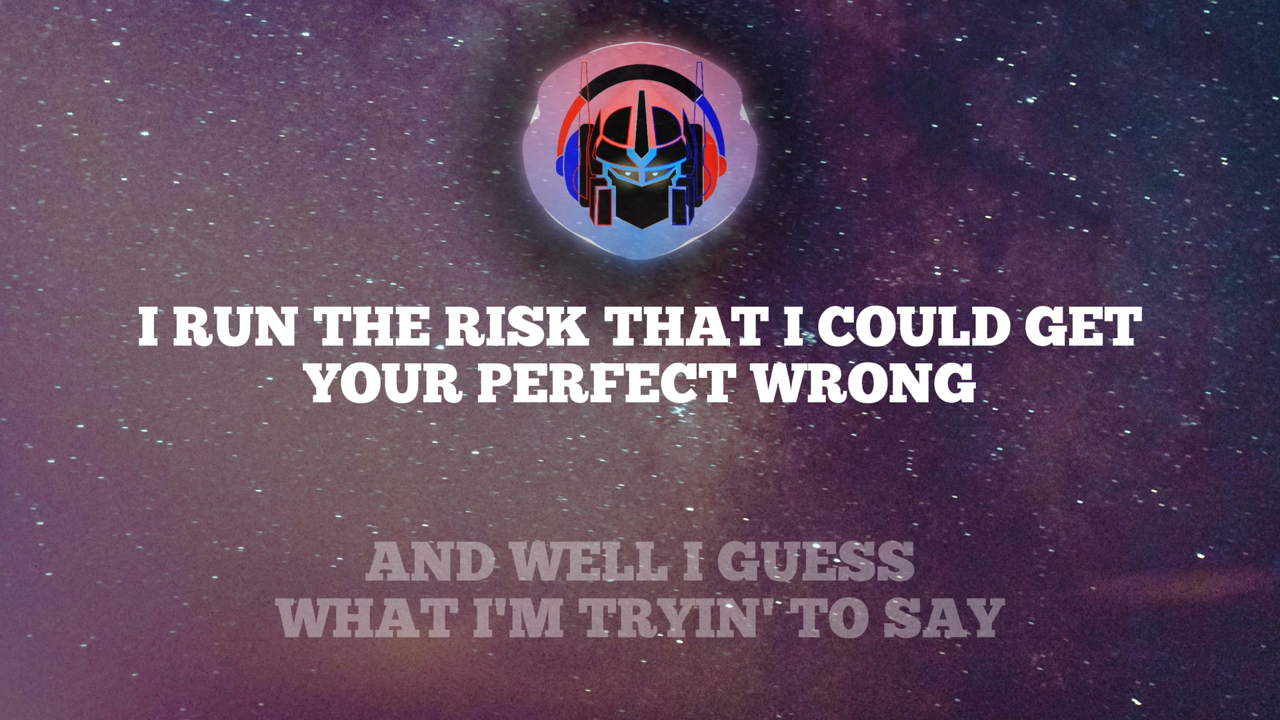 I RUN THE RISK THAT I COULD GET
YOUR PERFECT WRONG
AND WELL I GUESS
WHAT I'M TRYIN' TO SAY